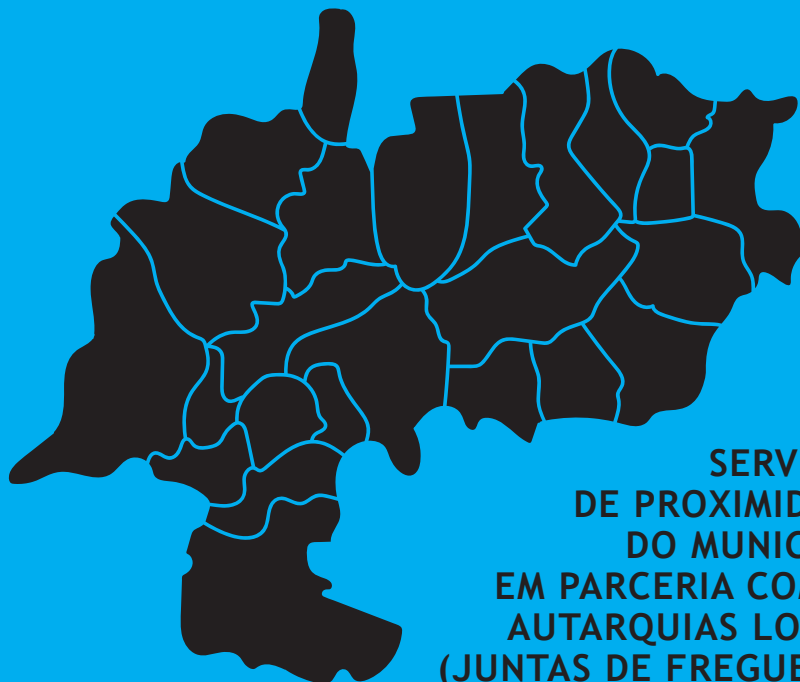 SERV
DE PROXIMID
DO MUNIC
EM PARCERIA CO
AUTARQUIAS LO
(JUNTAS DE FREGUE